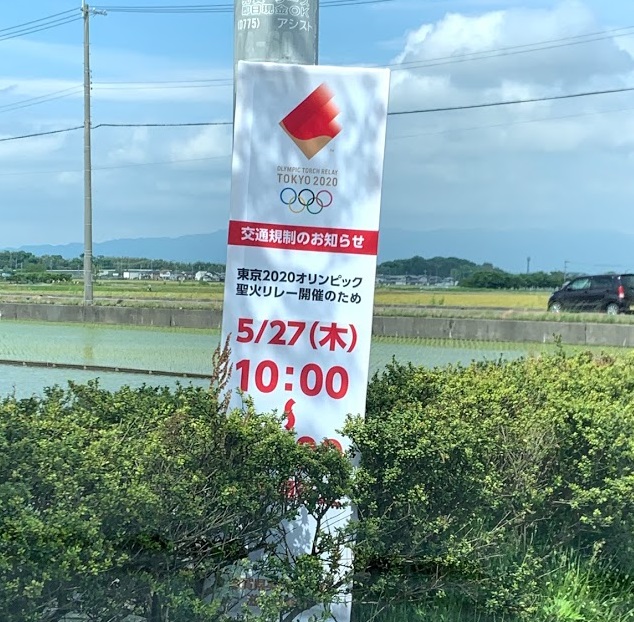 (0775) アシスト
OLYMPIC TORCH RELAY
TOKYO 2020
交通規制のお知らせ
東京2020オリンピック
聖火リレー開催のため
5/27(木)
10:00